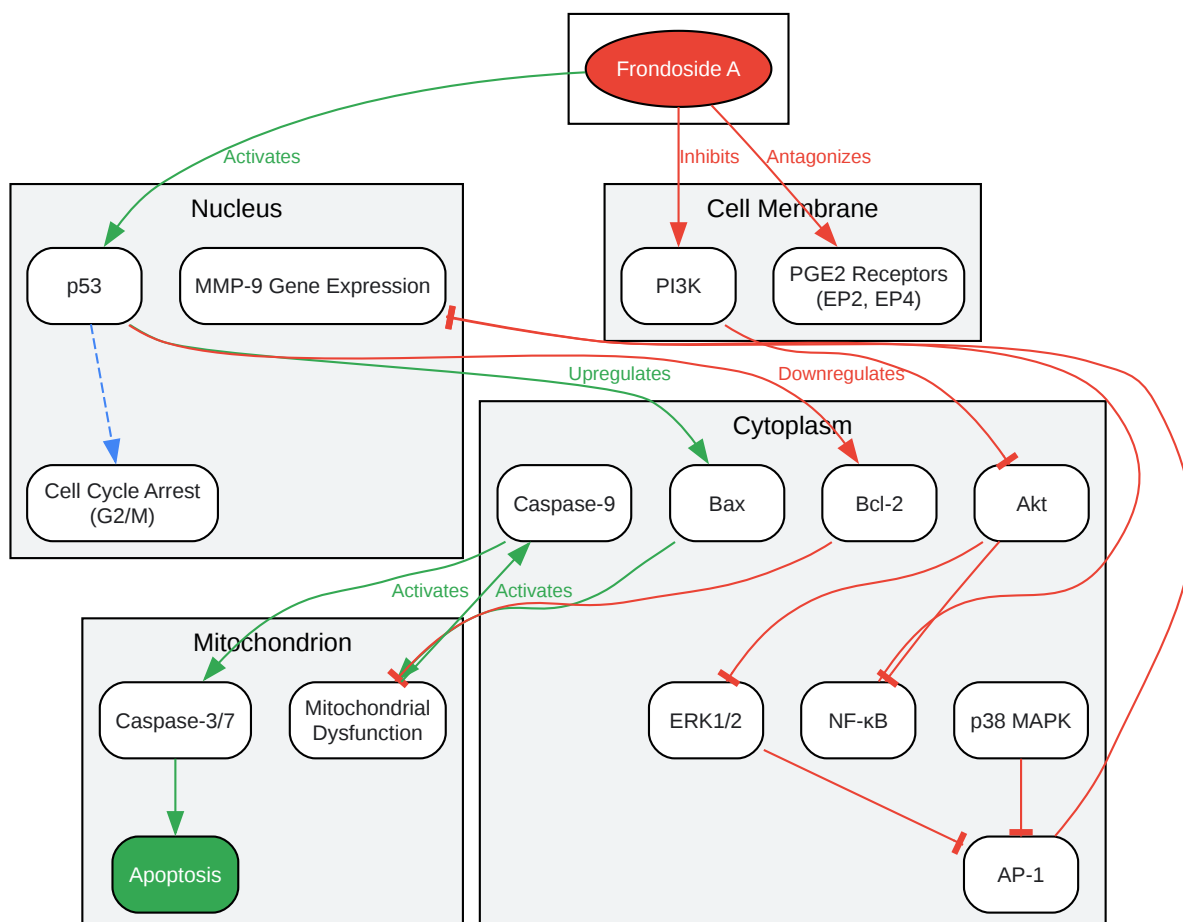 Frondoside A
Activates
Inhibits
Antagonizes
Nucleus
Cell Membrane
p53
MMP-9 Gene Expression
PI3K
PGE2 Receptors
(EP2, EP4)
Upregulates
Downregulates
Cytoplasm
Cell Cycle Arrest
(G2/M)
Caspase-9
Bax
Bcl-2
Akt
Activates
Activates
Mitochondrion
Caspase-3/7
Mitochondrial
Dysfunction
ERK1/2
NF-κB
p38 MAPK
Apoptosis
AP-1